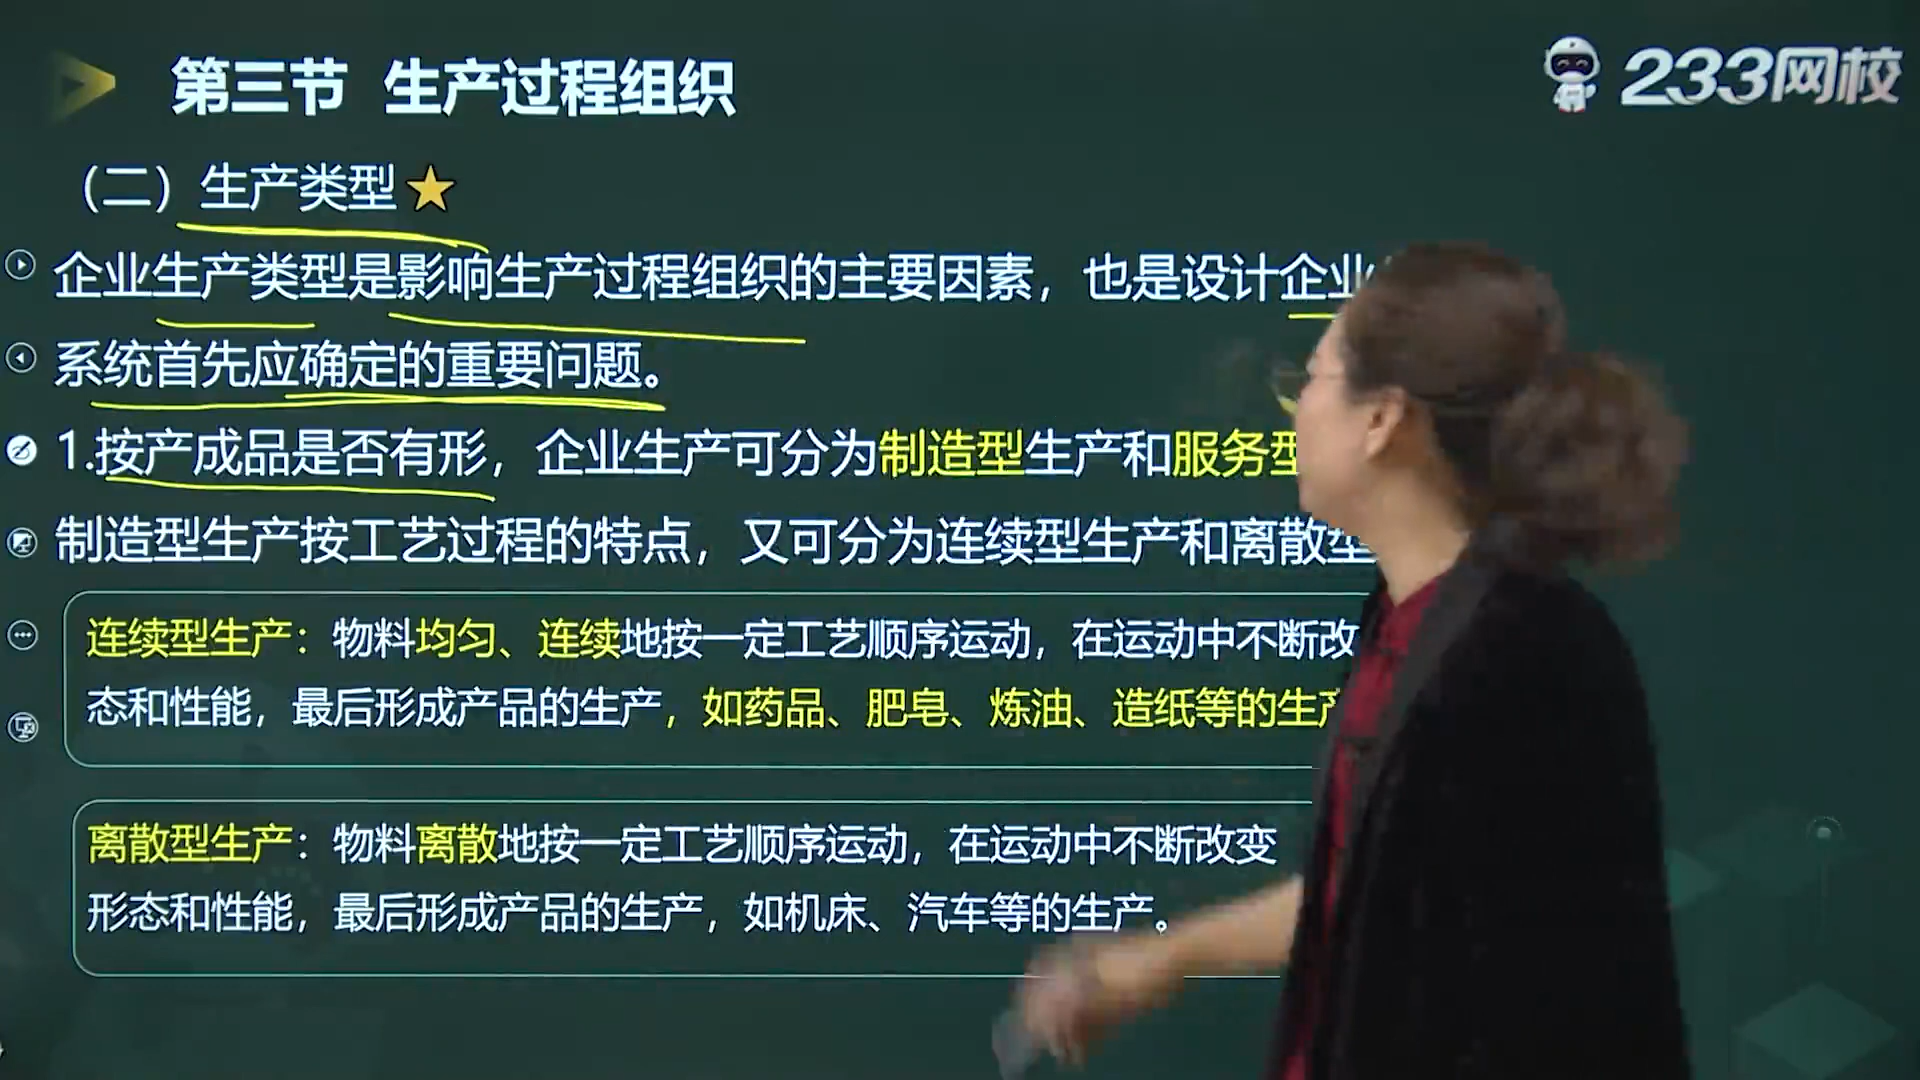 第三节 生产过程组织
233网校
（二）生产类型
企业生产类型是影响生产过程组织的主要因素，也是设计企业
系统首先应确定的重要问题。
1.按产成品是否有形，企业生产可分为制造型生产和服务型
制造型生产按工艺过程的特点，又可分为连续型生产和离散型
连续型生产：物料均匀、连续地按一定工艺顺序运动，在运动中不断改
态和性能，最后形成产品的生产，如药品、肥皂、炼油、造纸等的生产
离散型生产：物料离散地按一定工艺顺序运动，在运动中不断改变
形态和性能，最后形成产品的生产，如机床、汽车等的生产。